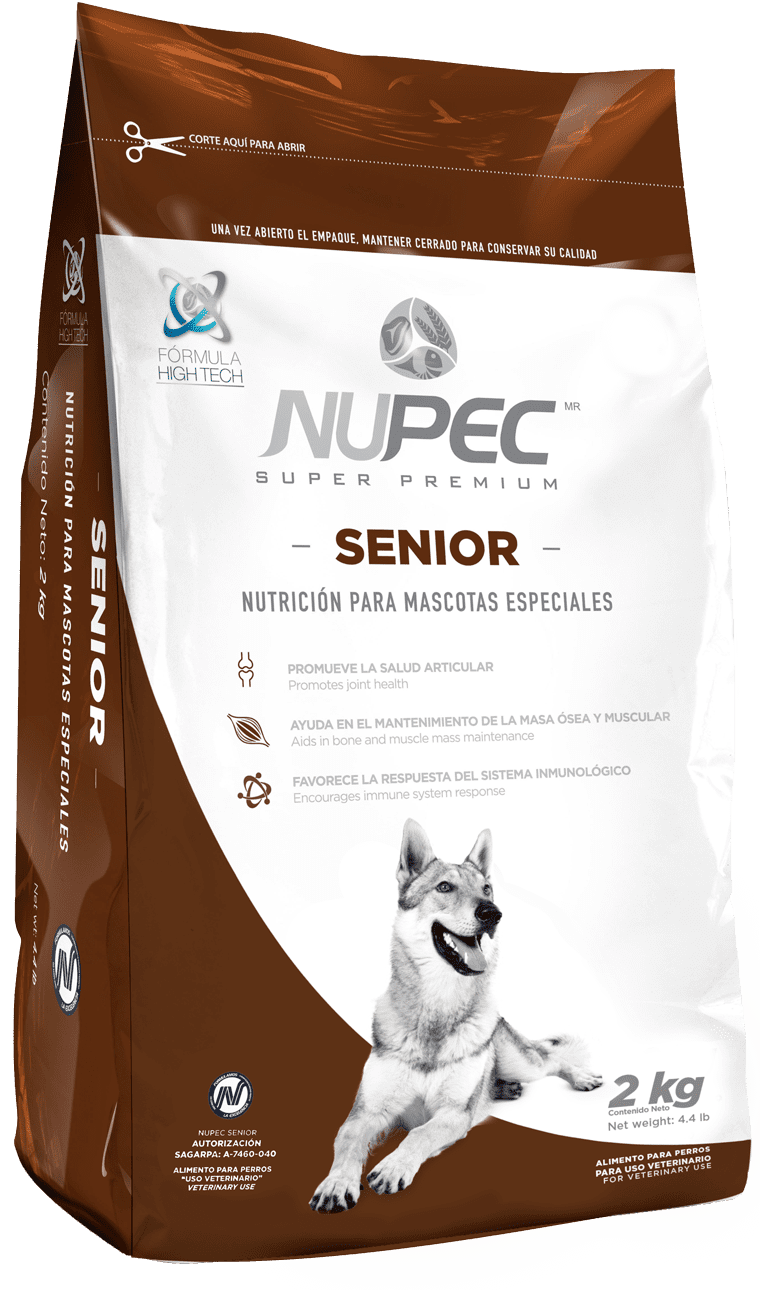 CORTE AQUÍ PARA ABRIR
UNA VEZ ABIERTO EL EMPAQUE, MANTENER CERRADO PARA CONSERVAR SU CALIDAD
FÓRMULA
HIGH TECH
NUPEC MR
SUPER PREMIUM
– SENIOR –
NUTRICIÓN PARA MASCOTAS ESPECIALES
PROMUEVE LA SALUD ARTICULAR
Promotes joint health
AYUDA EN EL MANTENIMIENTO DE LA MASA ÓSEA Y MUSCULAR
Aids in bone and muscle mass maintenance
FAVORECE LA RESPUESTA DEL SISTEMA INMUNOLÓGICO
Encourages immune system response
2 kg
Contenido Neto
Net weight: 4.4 lb
ALIMENTO PARA PERROS
PARA USO VETERINARIO
FOR VETERINARY USE
NUPEC SENIOR
AUTORIZACIÓN
SAGARPA: A-7460-040
ALIMENTO PARA PERROS
"USO VETERINARIO"
VETERINARY USE
FÓRMULA
HIGH TECH
– SENIOR –
NUTRICIÓN PARA MASCOTAS ESPECIALES
Contenido Neto: 2 kg
Net Wt: 4.4 lb